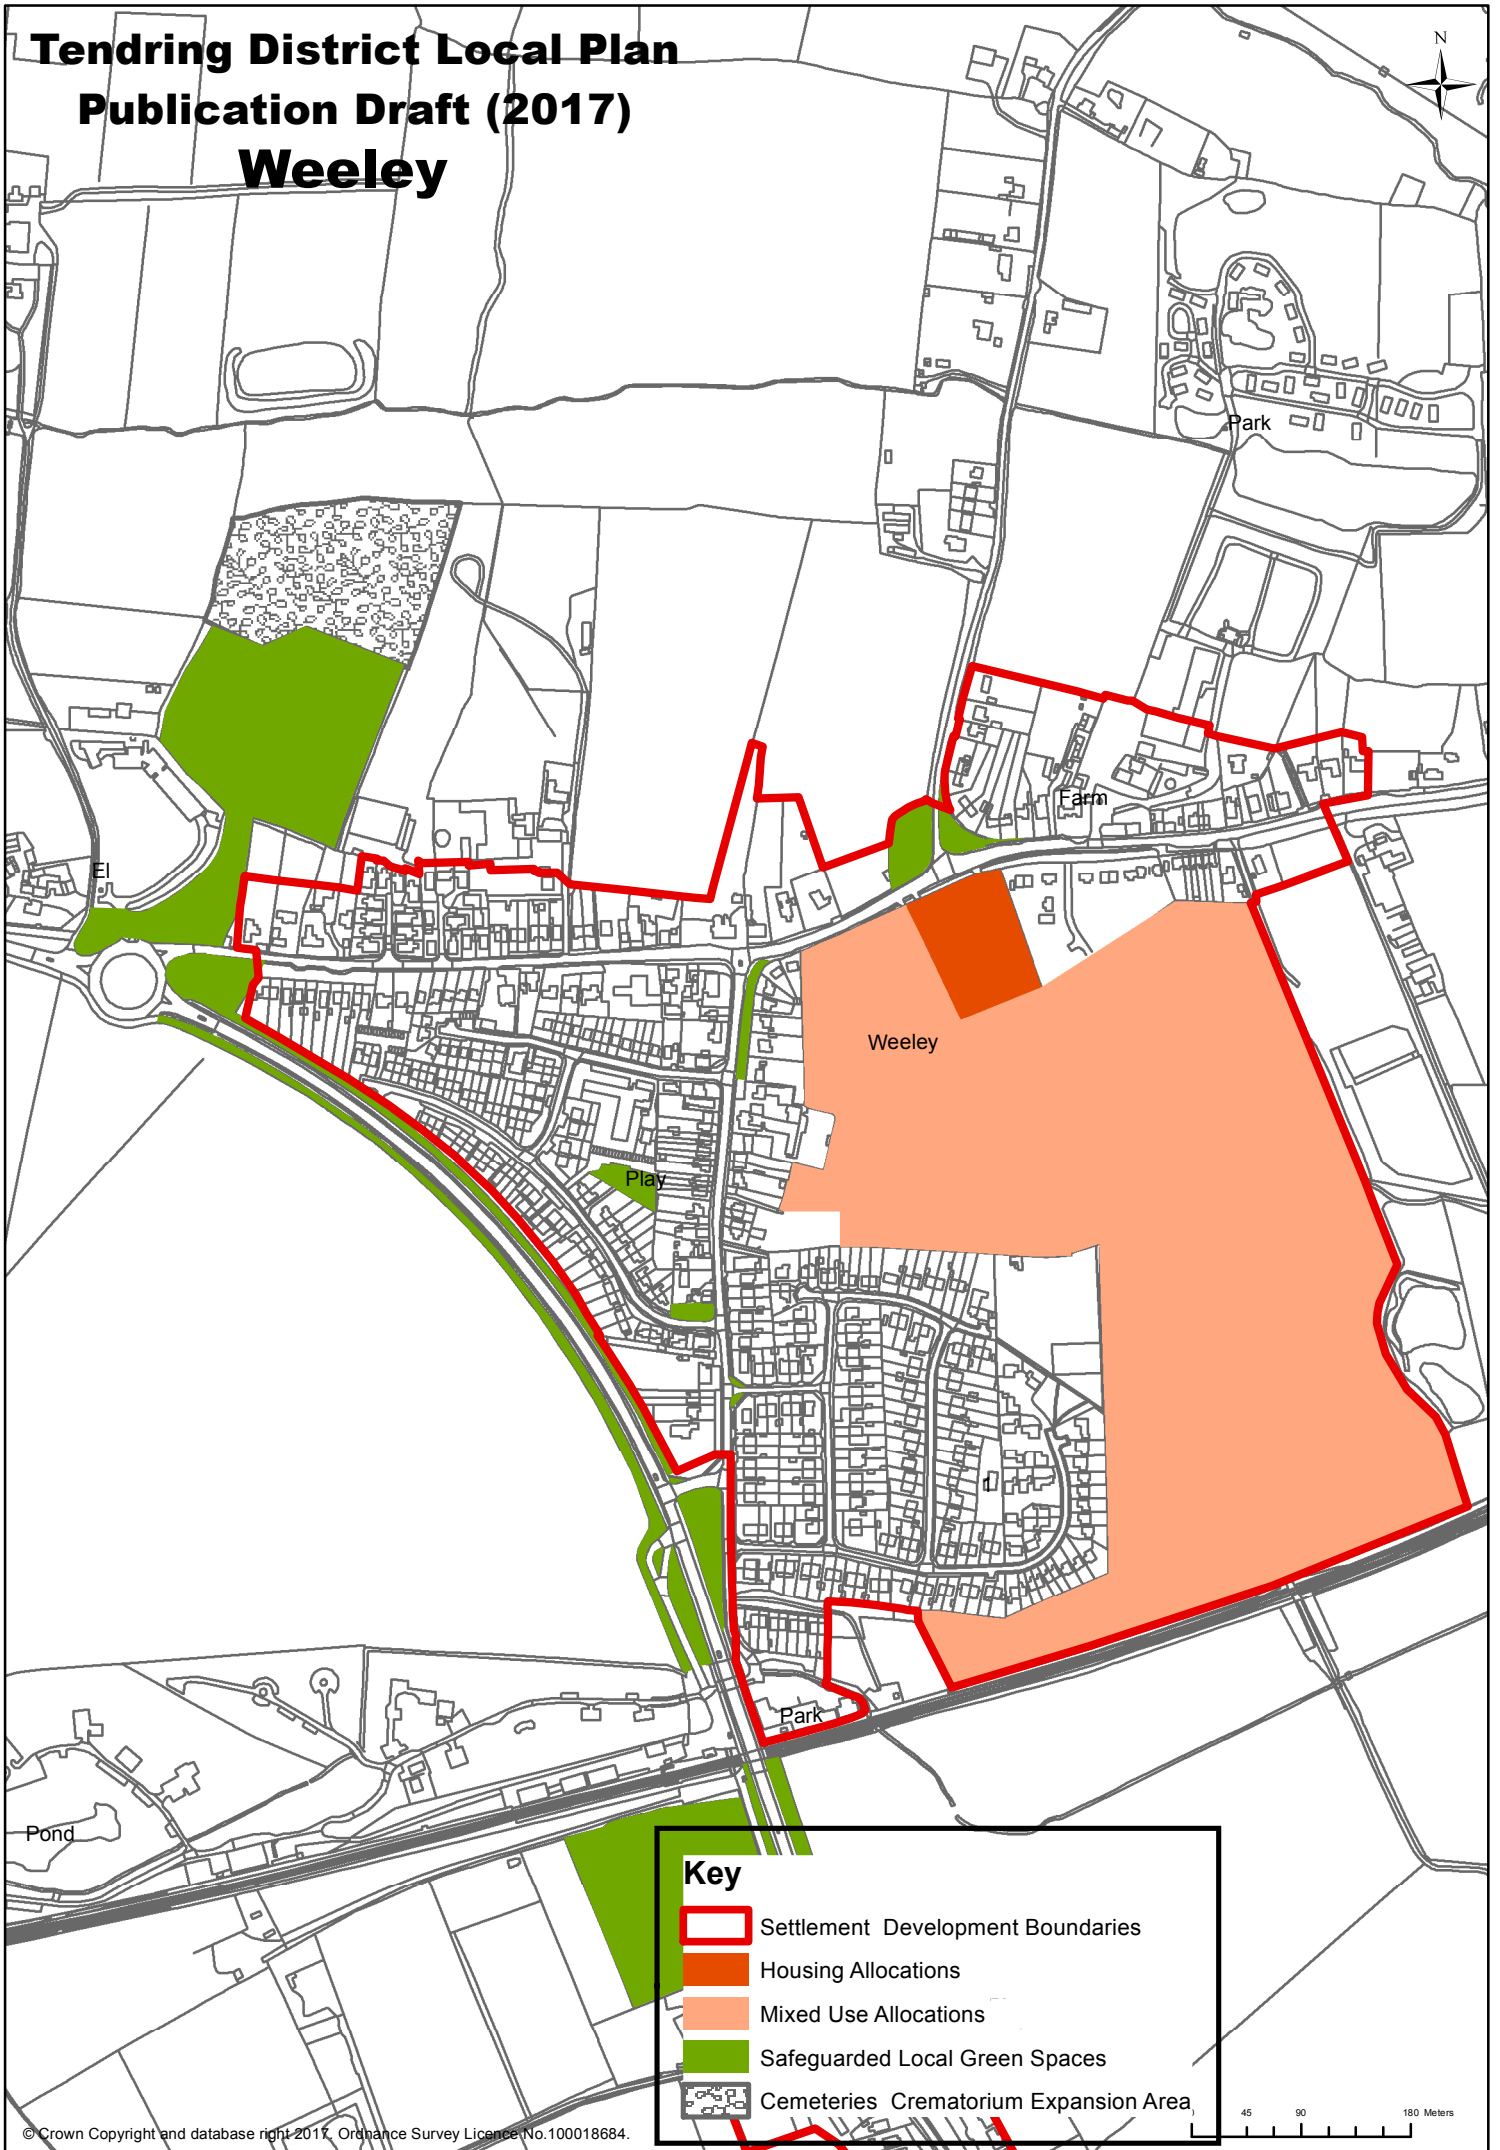 Tendring District Local Plan
Publication Draft (2017)
Weeley
N
Park
Farm
El
Weeley
Play
1
Park
Pond
Key
Settlement Development Boundaries
Housing Allocations
Mixed Use Allocations
Safeguarded Local Green Spaces
Cemeteries Crematorium Expansion Area
45 90 180 Meters
© Crown Copyright and database right 2017. Ordnance Survey Licence No.100018684.